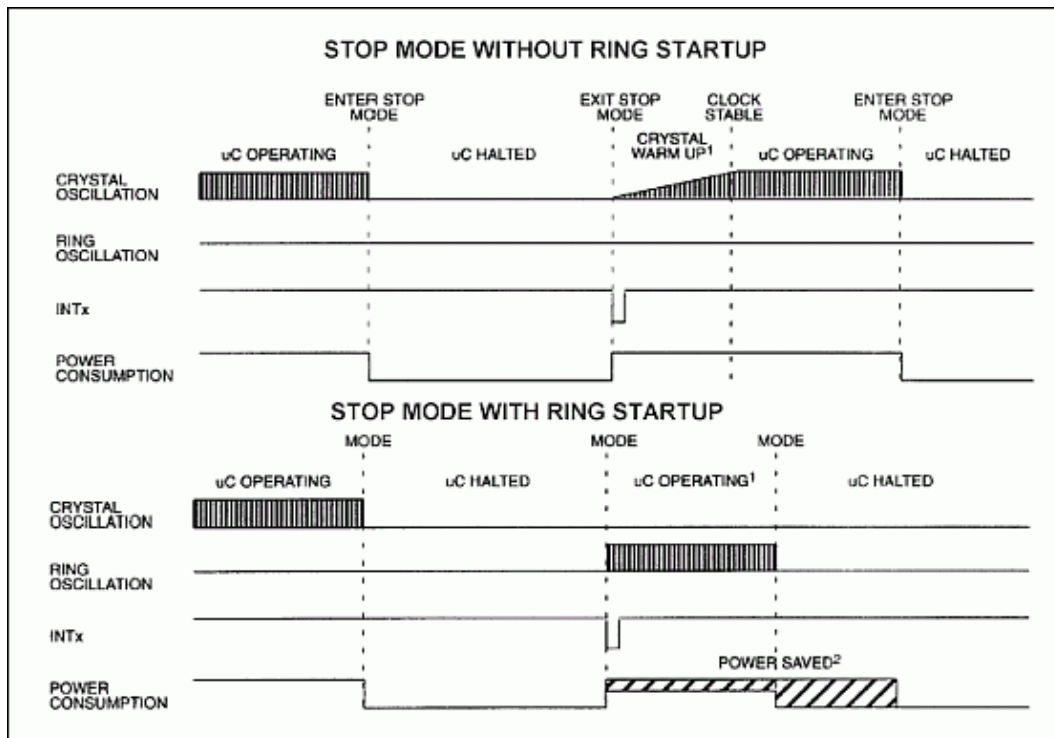 STOP MODE WITHOUT RING STARTUP
ENTER STOP
MODE
EXIT STOP
MODE
CLOCK
STABLE
ENTER STOP
MODE
uC OPERATING
uC HALTED
CRYSTAL
WARM UP¹
uC OPERATING
uC HALTED
CRYSTAL
OSCILLATION
RING
OSCILLATION
INTx
POWER
CONSUMPTION
STOP MODE WITH RING STARTUP
MODE
MODE
MODE
uC OPERATING
uC HALTED
uC OPERATING¹
uC HALTED
CRYSTAL
OSCILLATION
RING
OSCILLATION
INTx
POWER SAVED²
POWER
CONSUMPTION